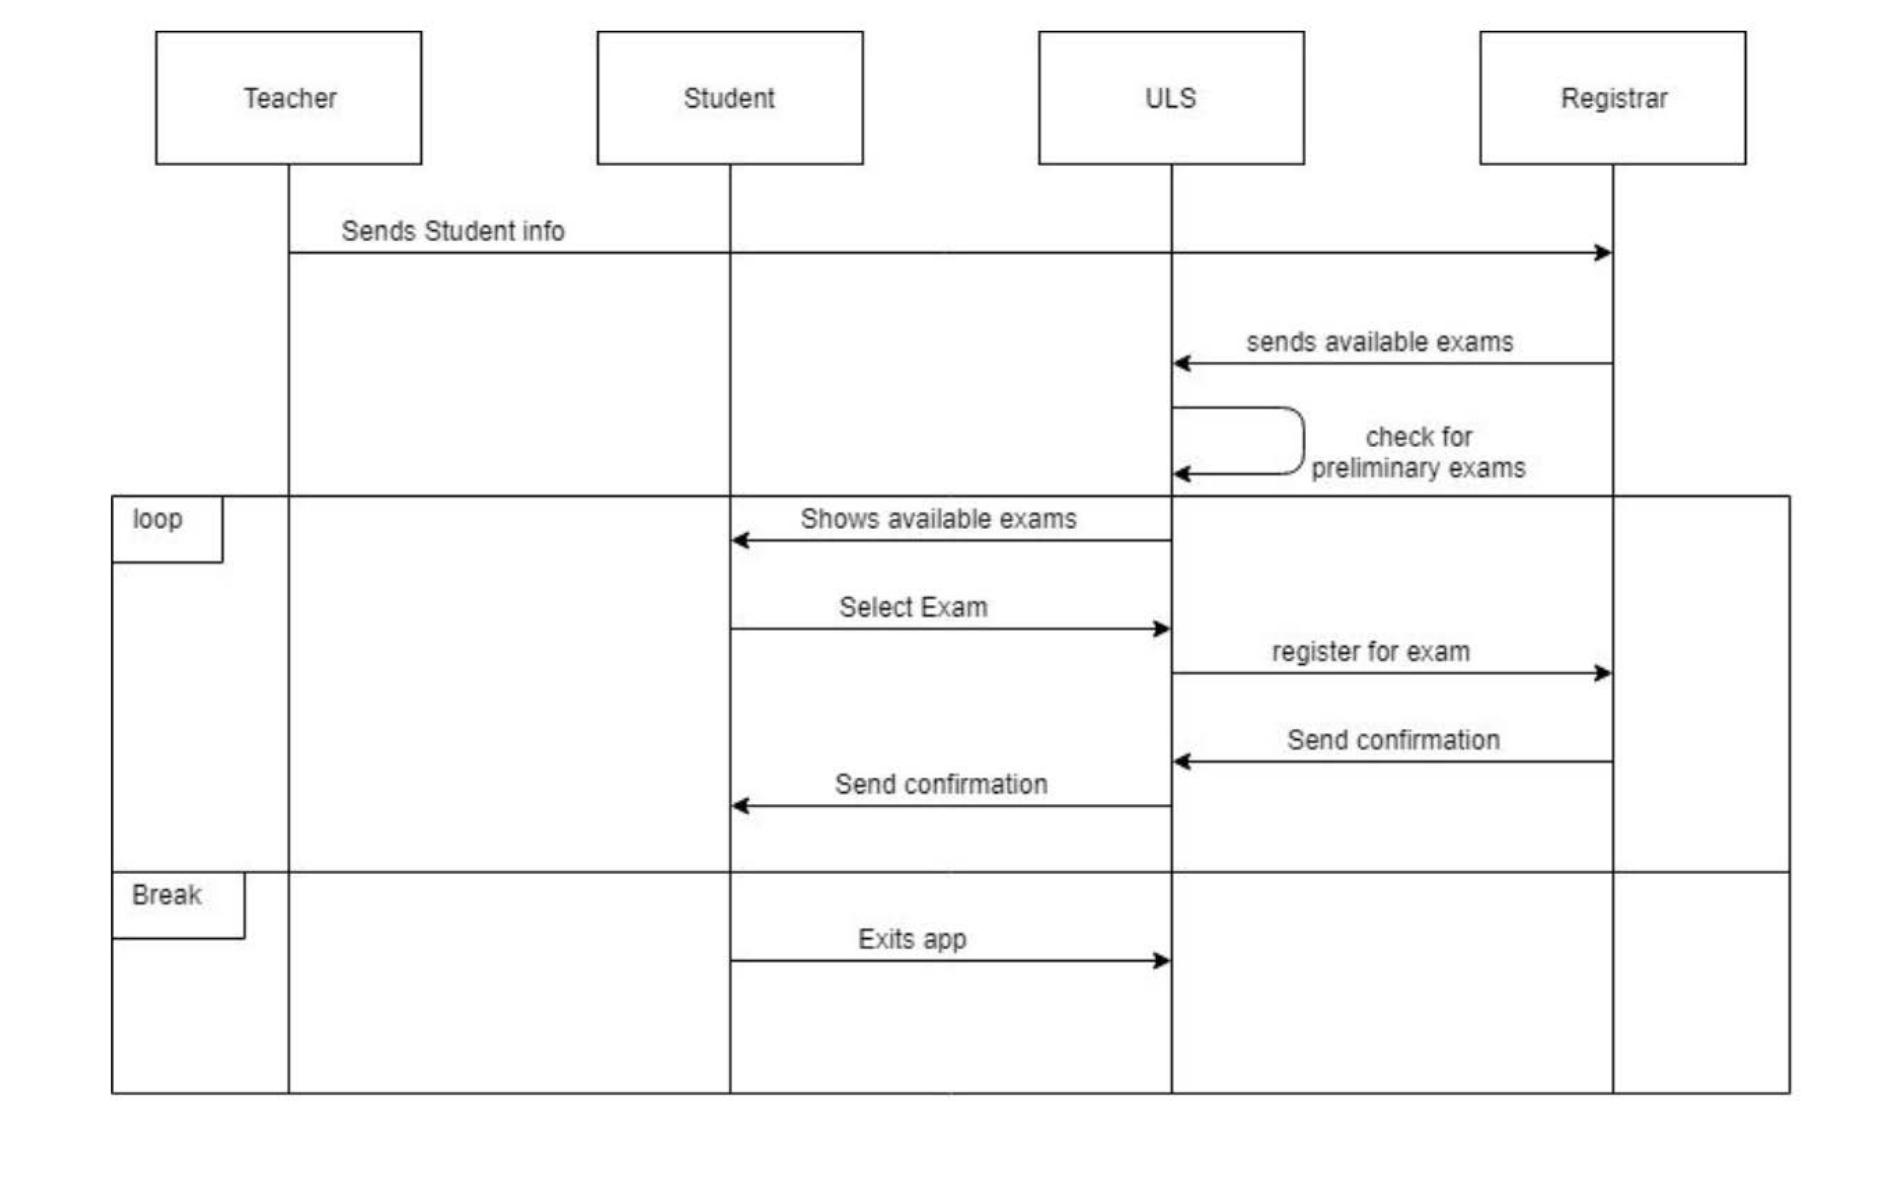 Teacher
Student
ULS
Registrar
Sends Student info
sends available exams
check for
preliminary exams
loop
Shows available exams
Select Exam
register for exam
Send confirmation
Send confirmation
Break
Exits app